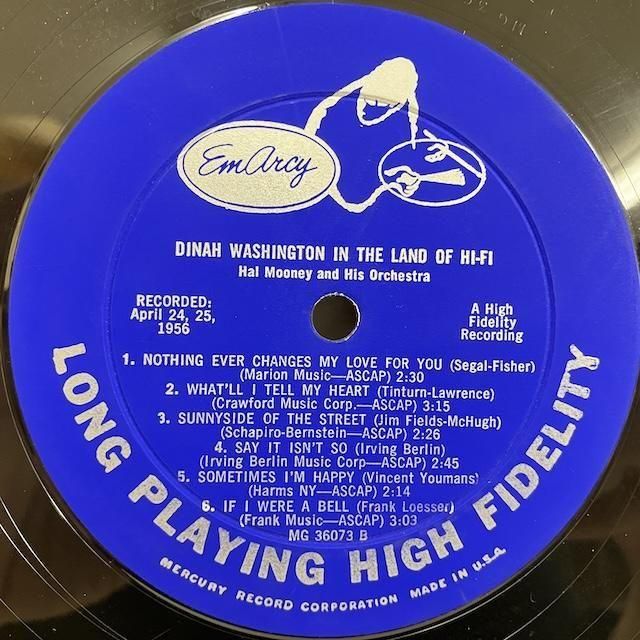 EmArcy
DINAH WASHINGTON IN THE LAND OF HI-FI
Hal Mooney and His Orchestra
RECORDED:
April 24, 25,
1956
A High
Fidelity
Recording
1. NOTHING EVER CHANGES MY LOVE FOR YOU (Segal-Fisher)
(Marion Music—ASCAP) 2:30
2. WHAT'LL I TELL MY HEART (Tinturn-Lawrence)
(Crawford Music Corp.—ASCAP) 3:15
3. SUNNYSIDE OF THE STREET (Jim Fields-McHugh)
(Schapiro-Bernstein—ASCAP) 2:26
4. SAY IT ISN'T SO (Irving Berlin)
(Irving Berlin Music Corp—ASCAP) 2:45
5. SOMETIMES I'M HAPPY (Vincent Youmans)
(Harms NY—ASCAP) 2:14
6. IF I WERE A BELL (Frank Loesser)
(Frank Music—ASCAP) 3:03
MG 36073 B
LONG PLAYING HIGH FIDELITY
MERCURY RECORD CORPORATION MADE IN U.S.A.